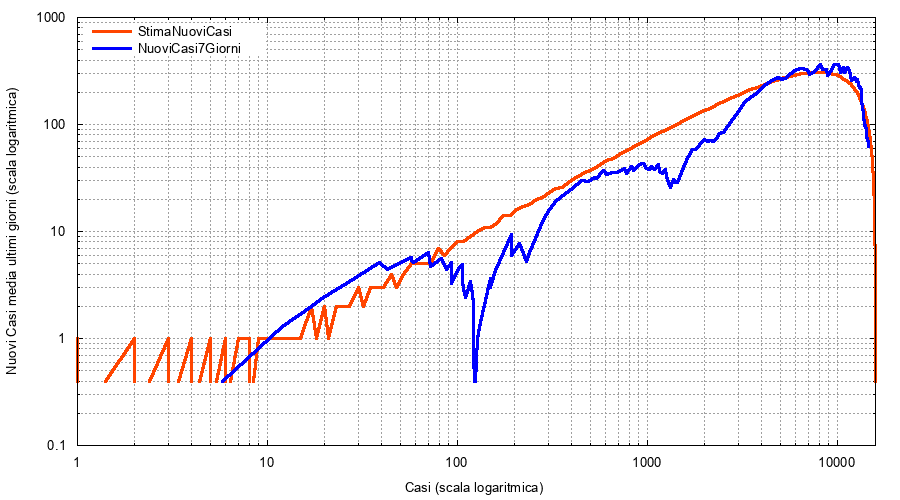 1000
StimaNuoviCasi
NuoviCasi7Giorni
100
10
1
0.1
Nuovi Casi media ultimi giorni (scala logaritmica)
1 10 100 1000 10000
Casi (scala logaritmica)